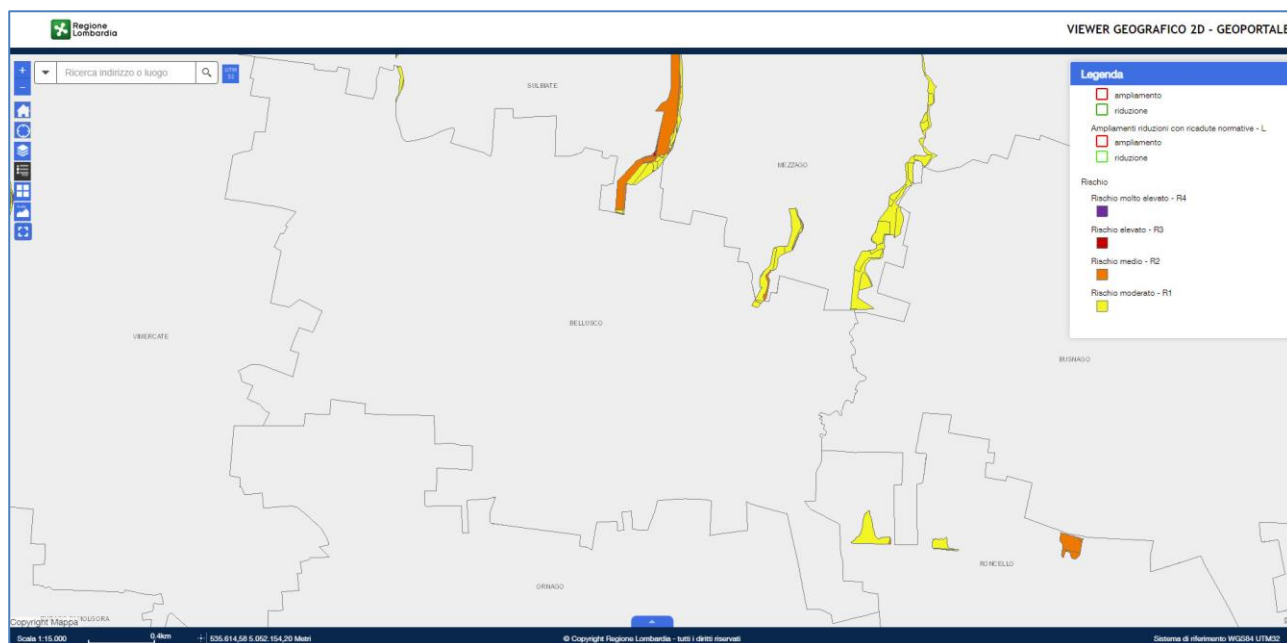 Regione
Lombardia
VIEWER GEOGRAFICO 2D - GEOPORTALE
+
Ricerca indirizzo o luogo
UTM
32
-
Legenda
ampliamento
riduzione
Ampliamenti riduzioni con ricadute normative - L
ampliamento
riduzione
Rischio
Rischio molto elevato - R4
Rischio elevato - R3
Rischio medio - R2
Rischio moderato - R1
SULBIATE
MEZZAGO
BELLUSCO
VIMERCATE
BUSNAGO
RONCELLO
ORNAGO
Copyright Mappa
Scala 1:15.000
0.4km
535.614,58 5.052.154,20 Metri
© Copyright Regione Lombardia - tutti i diritti riservati
Sistema di riferimento WGS84 UTM32